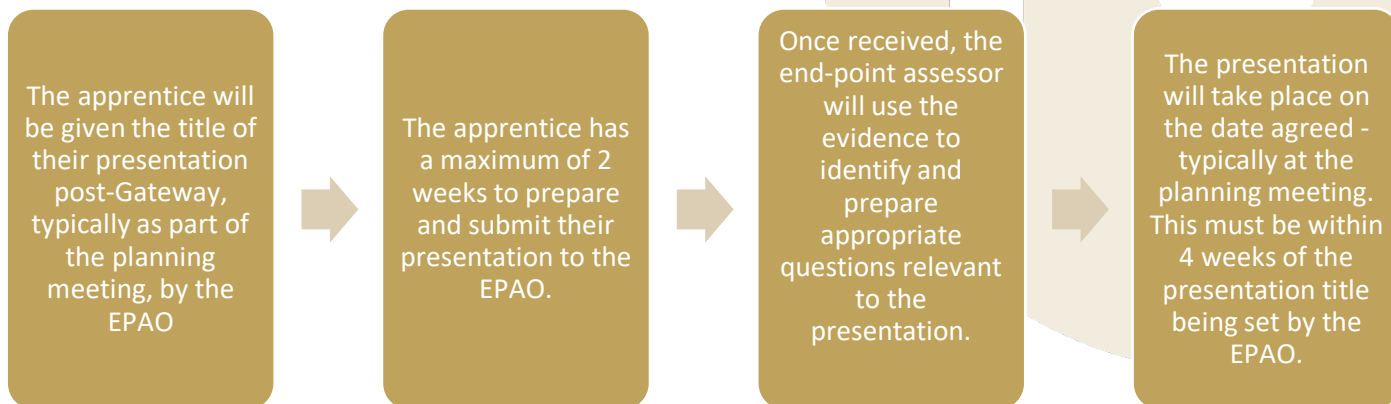 The apprentice will
be given the title of
their presentation
post-Gateway,
typically as part of
the planning
meeting, by the
EPAO
The apprentice has
a maximum of 2
weeks to prepare
and submit their
presentation to the
EPAO.
Once received, the
end-point assessor
will use the
evidence to
identify and
prepare
appropriate
questions relevant
to the
presentation.
The presentation
will take place on
the date agreed -
typically at the
planning meeting.
This must be within
4 weeks of the
presentation title
being set by the
EPAO.